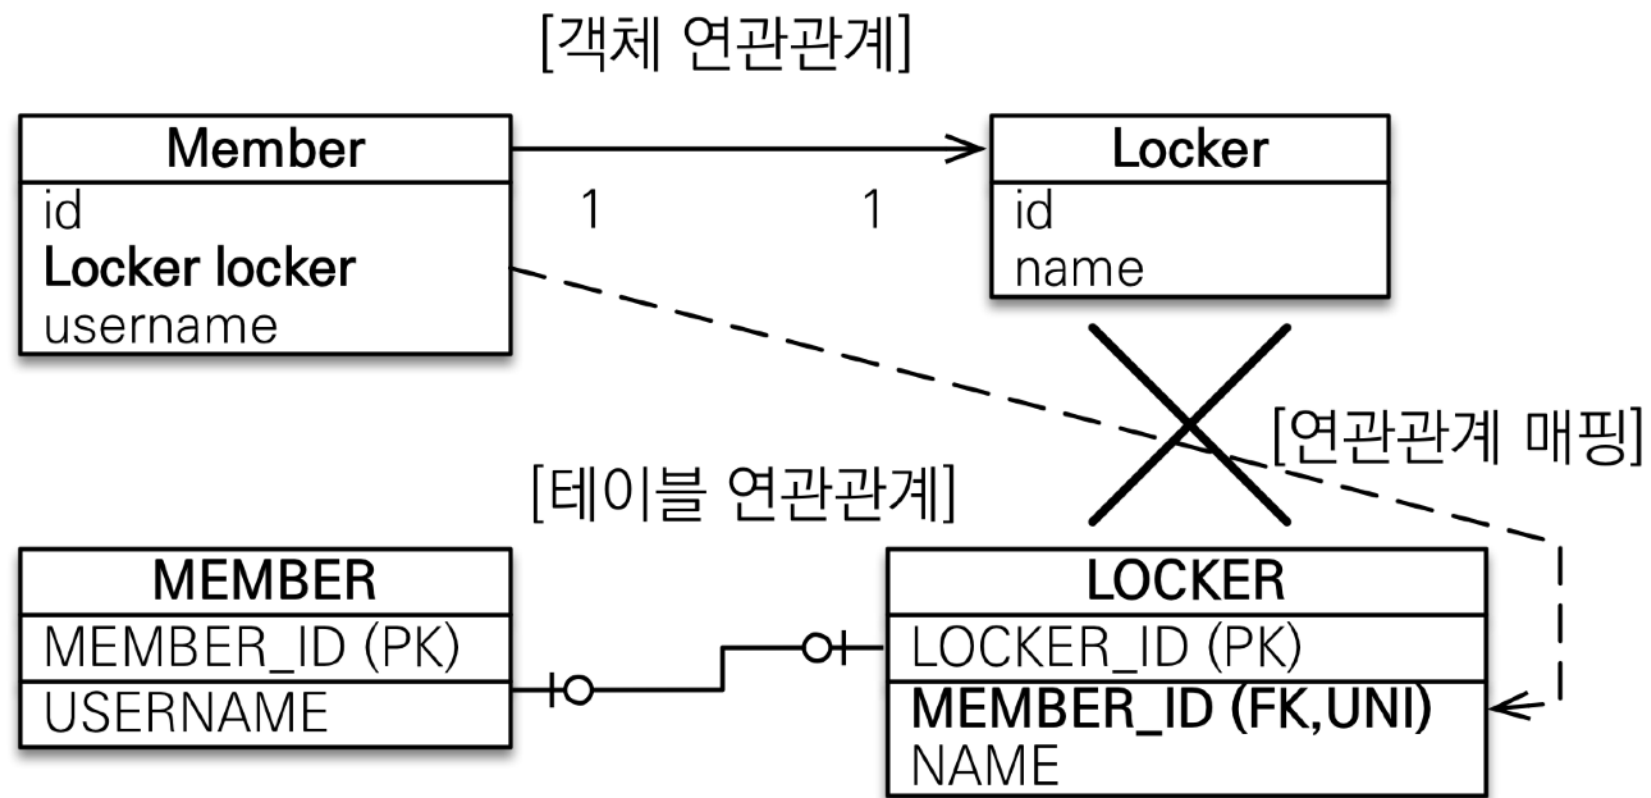 [객체 연관관계]
Member
id
Locker locker
username
1
1
Locker
id
name
[연관관계 매핑]
[테이블 연관관계]
MEMBER
MEMBER_ID (PK)
USERNAME
LOCKER
LOCKER_ID (PK)
MEMBER_ID (FK,UNI)
NAME